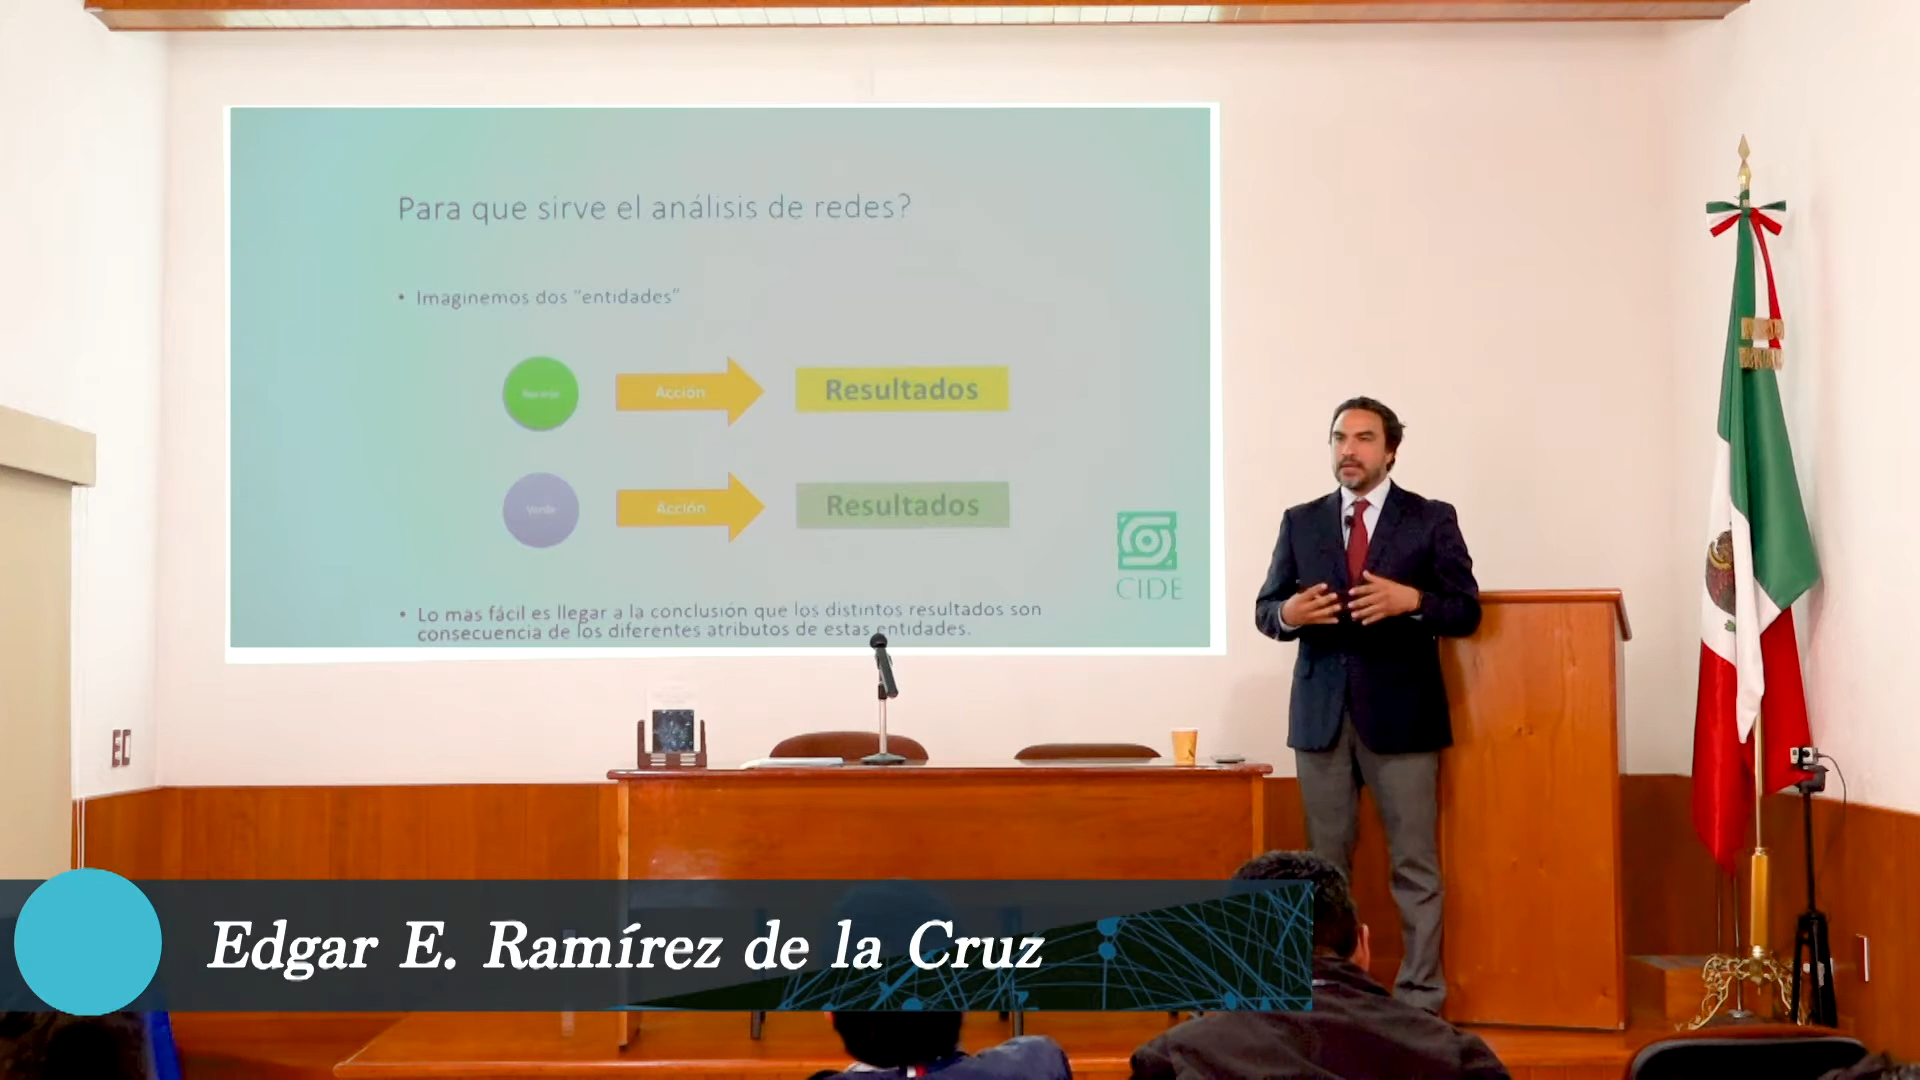 Para que sirve el análisis de redes?
• Imaginemos dos "entidades"
Acción
Resultados
Verde
Acción
Resultados
CIDE
• Lo mas fácil es llegar a la conclusión que los distintos resultados son
consecuencia de los diferentes atributos de estas entidades.
Edgar E. Ramírez de la Cruz